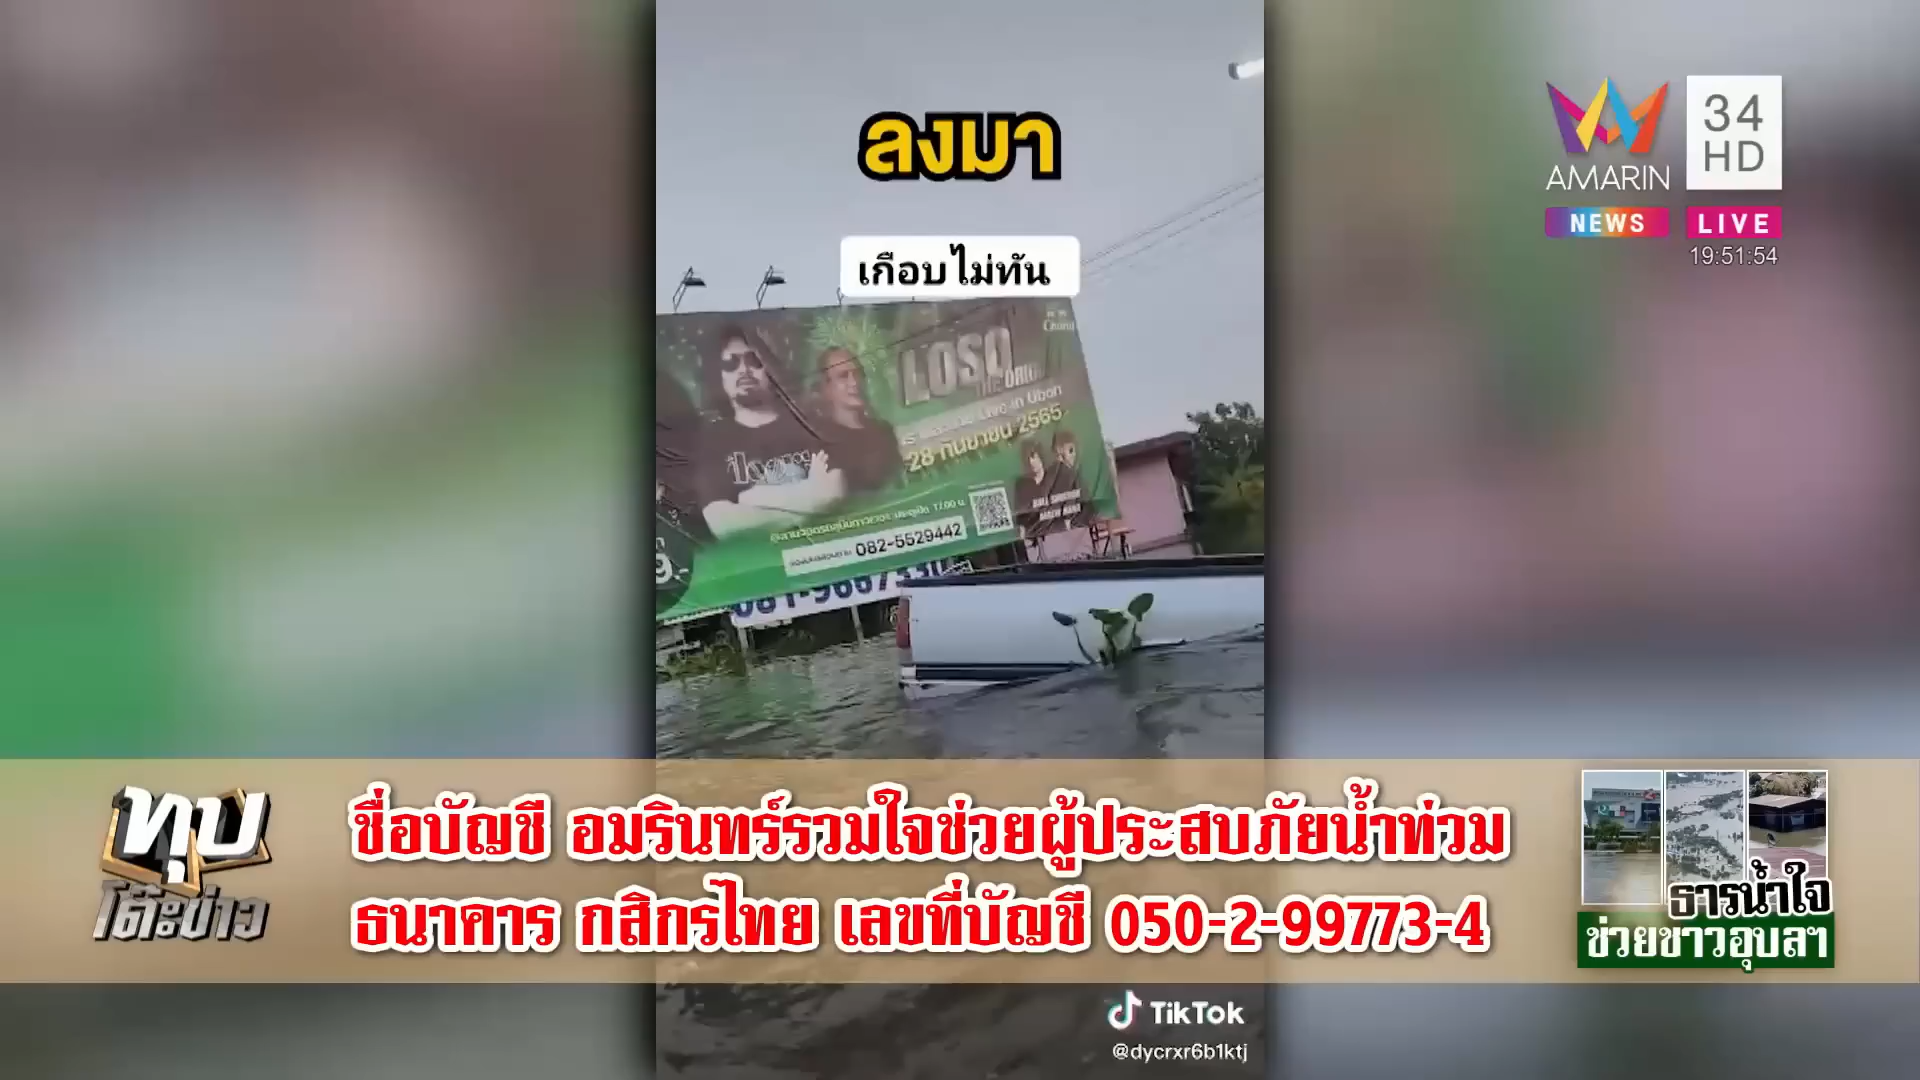 ลงมา
เกือบไม่ทัน
AMARIN
34
HD
NEWS
LIVE
19:51:54
Chang
LOSO
Live in Ubon
28 กันยายน 2565
082-5529442
9.-
ทุบ
โต๊ะข่าว
ชื่อบัญชี อมรินทร์รวมใจช่วยผู้ประสบภัยน้ำท่วม
ธนาคาร กสิกรไทย เลขที่บัญชี 050-2-99773-4
ธารน้ำใจ
ช่วยชาวอุบลฯ
TikTok
@dycrxr6b1ktj